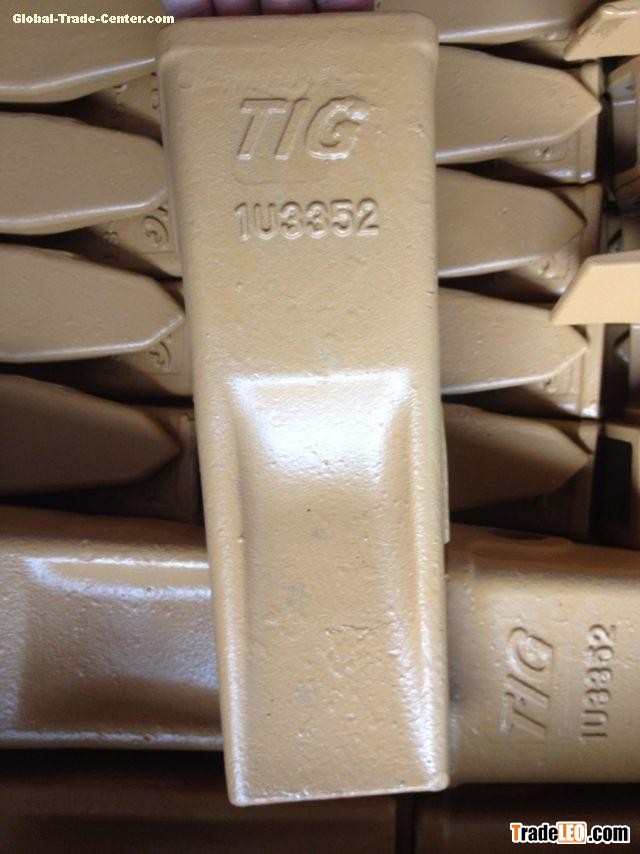 Global-Trade-Center.com
TIG
1U3352
TIG
1U3352
TradeLEO.com